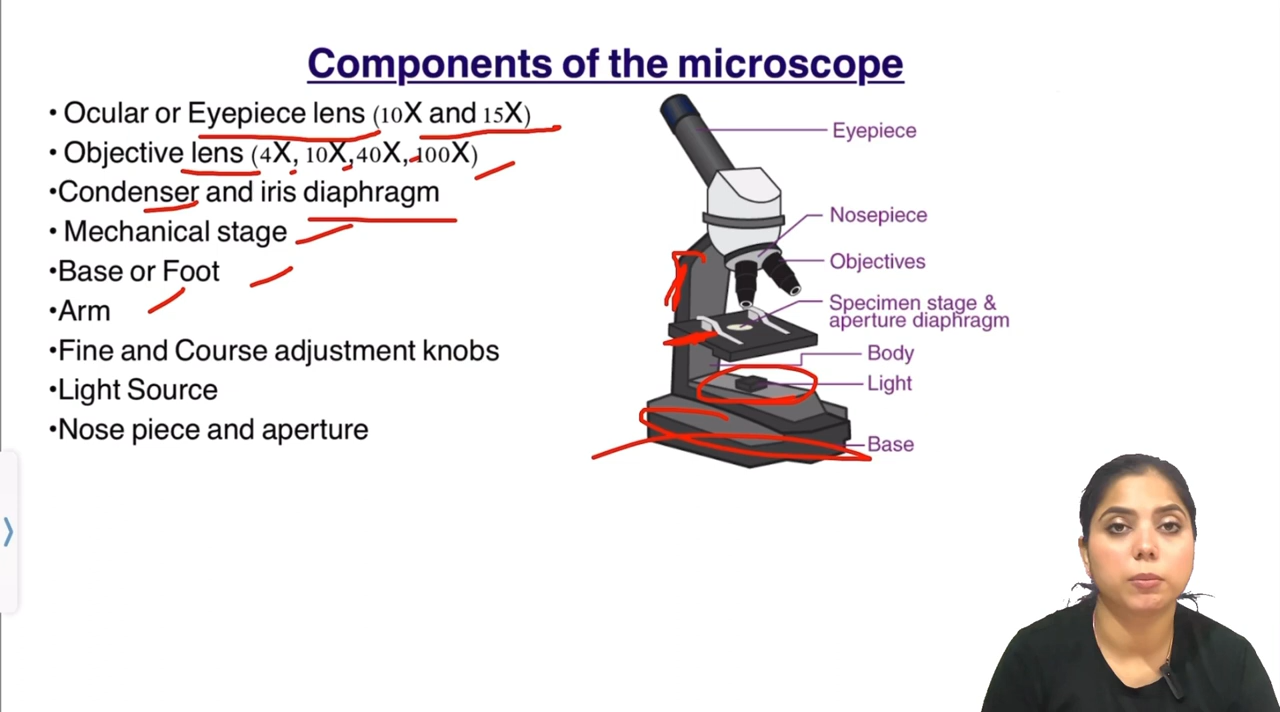 Components of the microscope
• Ocular or Eyepiece lens (10X and 15X)
• Objective lens (4X, 10X,40X, 100X)
•Condenser and iris diaphragm
• Mechanical stage
•Base or Foot
•Arm
•Fine and Course adjustment knobs
•Light Source
•Nose piece and aperture
Eyepiece
Nosepiece
Objectives
Specimen stage &
aperture diaphragm
Body
Light
Base